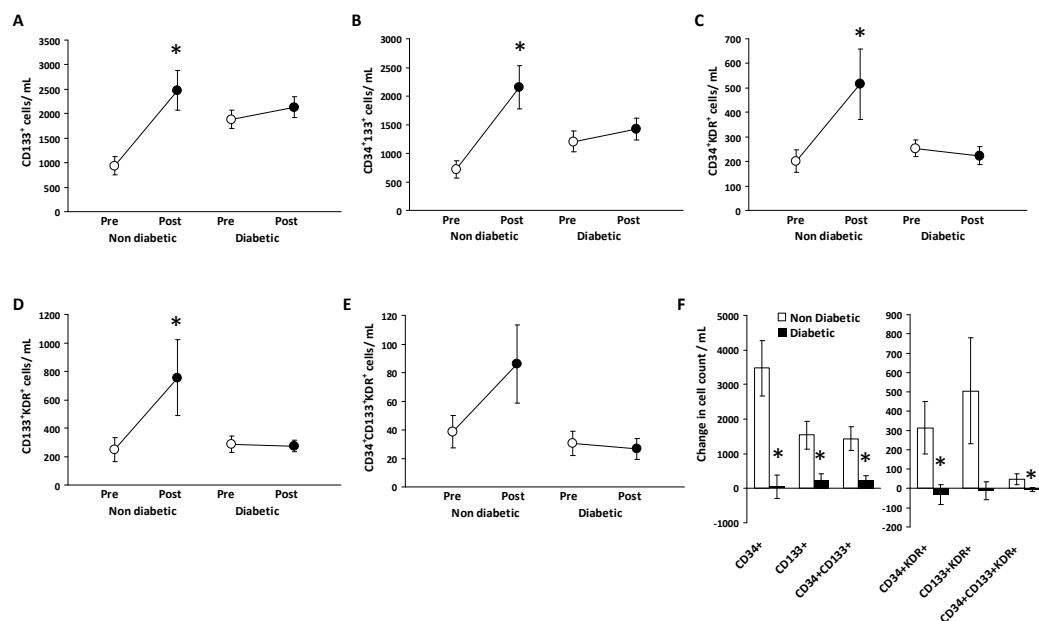 A
CD133⁺ cells/ mL
3500
3000
2500
2000
1500
1000
500
0
*
Pre Post Pre Post
Non diabetic Diabetic
B
CD34⁺133⁺ cells/ mL
3000
2500
2000
1500
1000
500
0
*
Pre Post Pre Post
Non diabetic Diabetic
C
CD34⁺KDR⁺ cells/ mL
700
600
500
400
300
200
100
0
*
Pre Post Pre Post
Non diabetic Diabetic
D
CD133⁺KDR⁺ cells/ mL
1200
1000
800
600
400
200
0
*
Pre Post Pre Post
Non diabetic Diabetic
E
CD34⁺CD133⁺KDR⁺ cells/ mL
120
100
80
60
40
20
0
Pre Post Pre Post
Non diabetic Diabetic
F
Change in cell count / mL
Non Diabetic
Diabetic
5000
4000
3000
2000
1000
0
-1000
* * *
CD34+
CD133+
CD34+CD133+
900
800
700
600
500
400
300
200
100
0
-100
-200
* *
CD34+KDR+
CD133+KDR+
CD34+CD133+KDR+